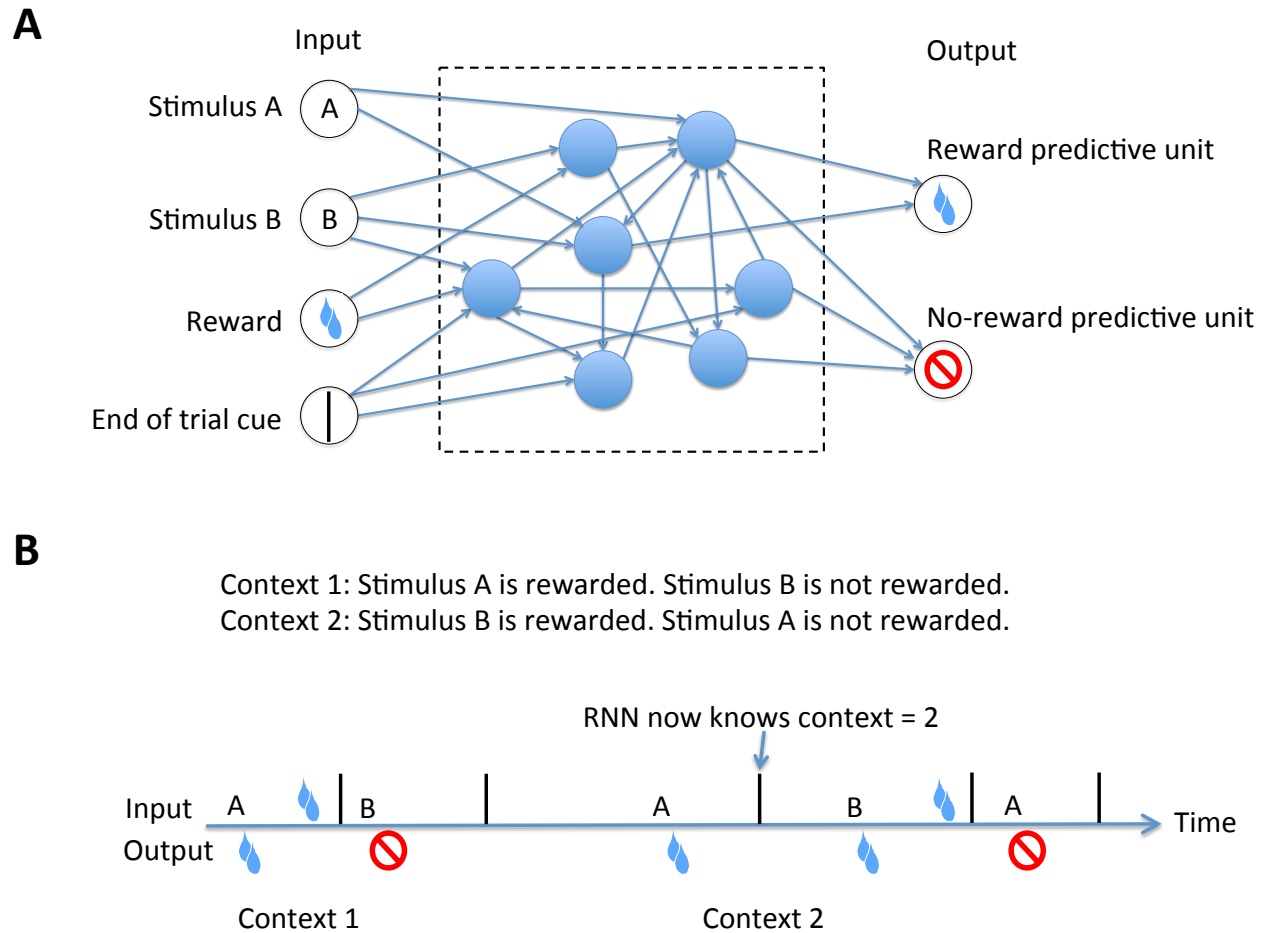 A
Input
Output
Stimulus A
A
Reward predictive unit
Stimulus B
B
Reward
No-reward predictive unit
End of trial cue
B
Context 1: Stimulus A is rewarded. Stimulus B is not rewarded.
Context 2: Stimulus B is rewarded. Stimulus A is not rewarded.
RNN now knows context = 2
Input A B A B A Time
Output
Context 1 Context 2